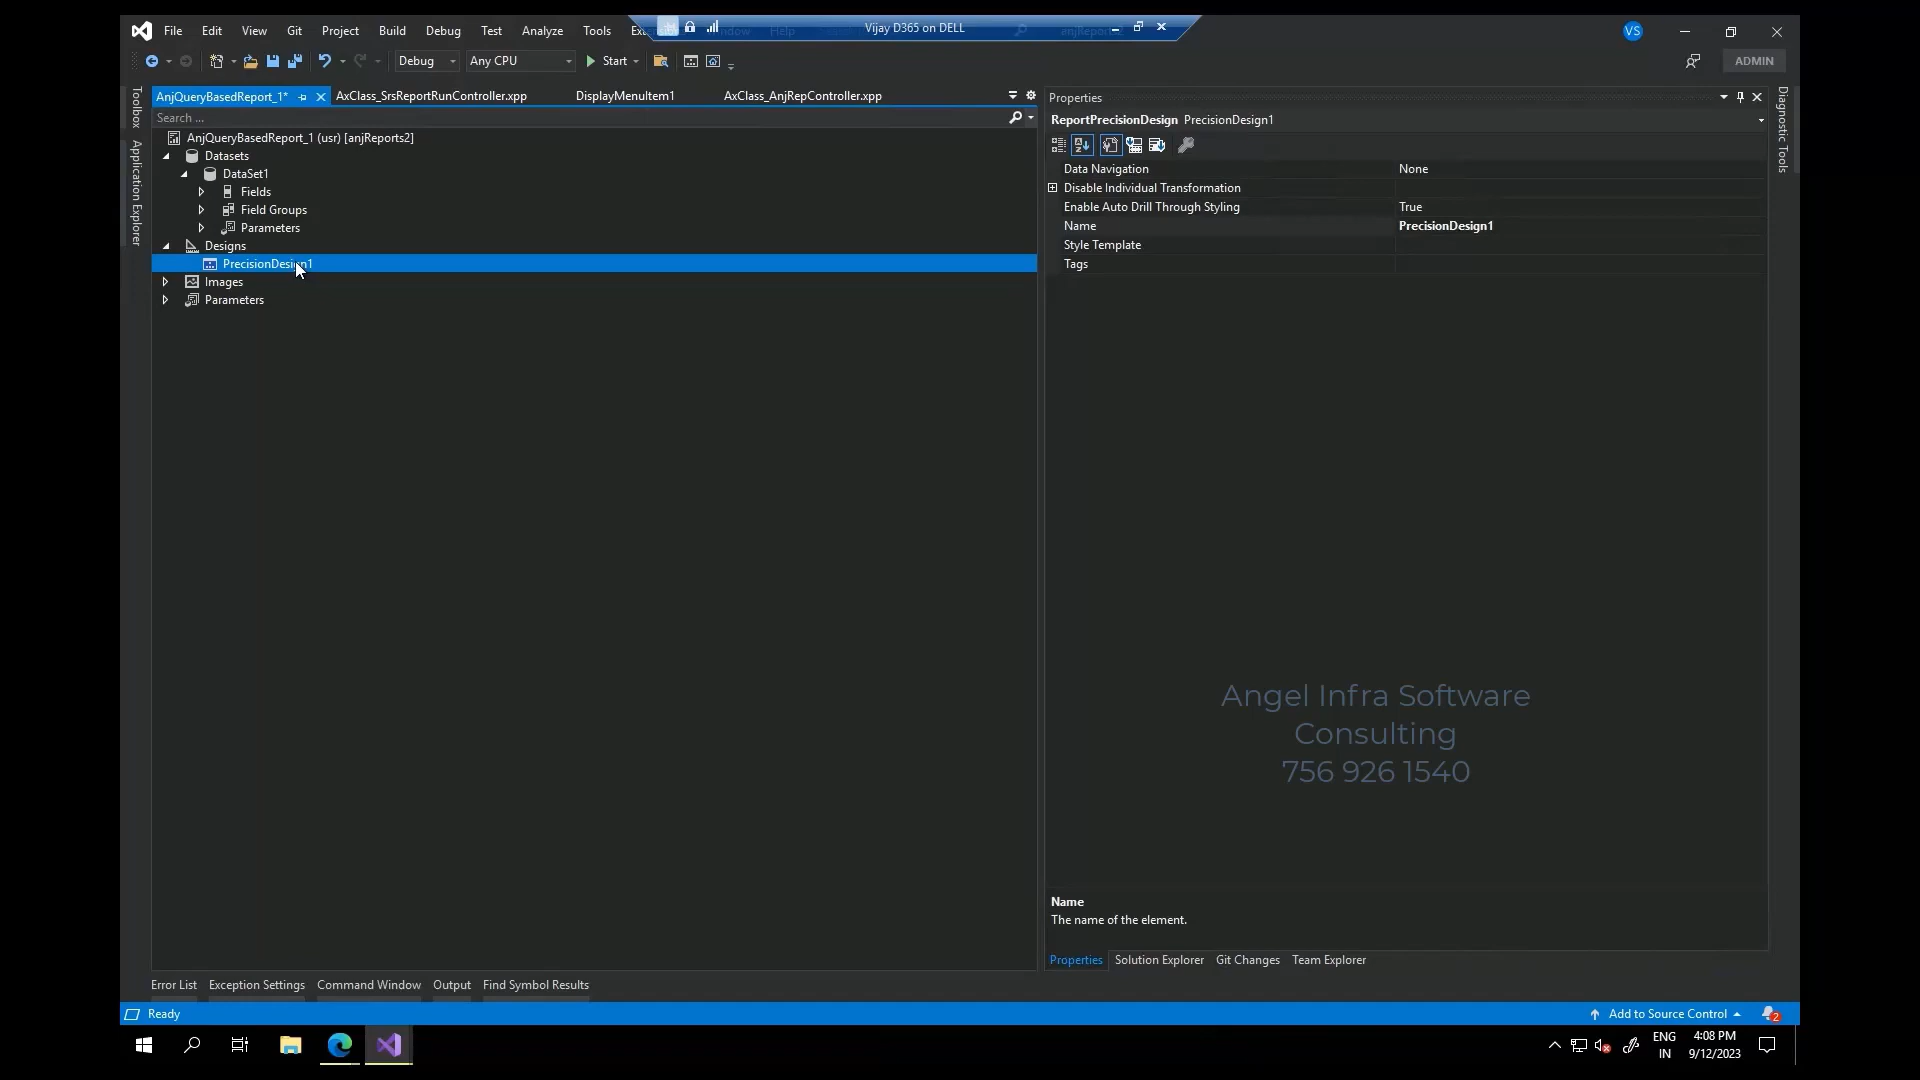 File Edit View Git Project Build Debug Test Analyze Tools Vijay D365 on DELL VS
Debug Any CPU Start ADMIN
AnjQueryBasedReport_1* AxClass_SrsReportRunController.xpp DisplayMenuItem1 AxClass_AnjRepController.xpp
Search ...
AnjQueryBasedReport_1 (usr) [anjReports2]
Datasets
DataSet1
Fields
Field Groups
Parameters
Designs
PrecisionDesign1
Images
Parameters
Toolbox
Application Explorer
Properties
ReportPrecisionDesign PrecisionDesign1
Data Navigation None
Disable Individual Transformation
Enable Auto Drill Through Styling True
Name PrecisionDesign1
Style Template
Tags
Diagnostic Tools
Angel Infra Software
Consulting
756 926 1540
Name
The name of the element.
Properties Solution Explorer Git Changes Team Explorer
Error List Exception Settings Command Window Output Find Symbol Results
Ready Add to Source Control 2
ENG 4:08 PM
IN 9/12/2023